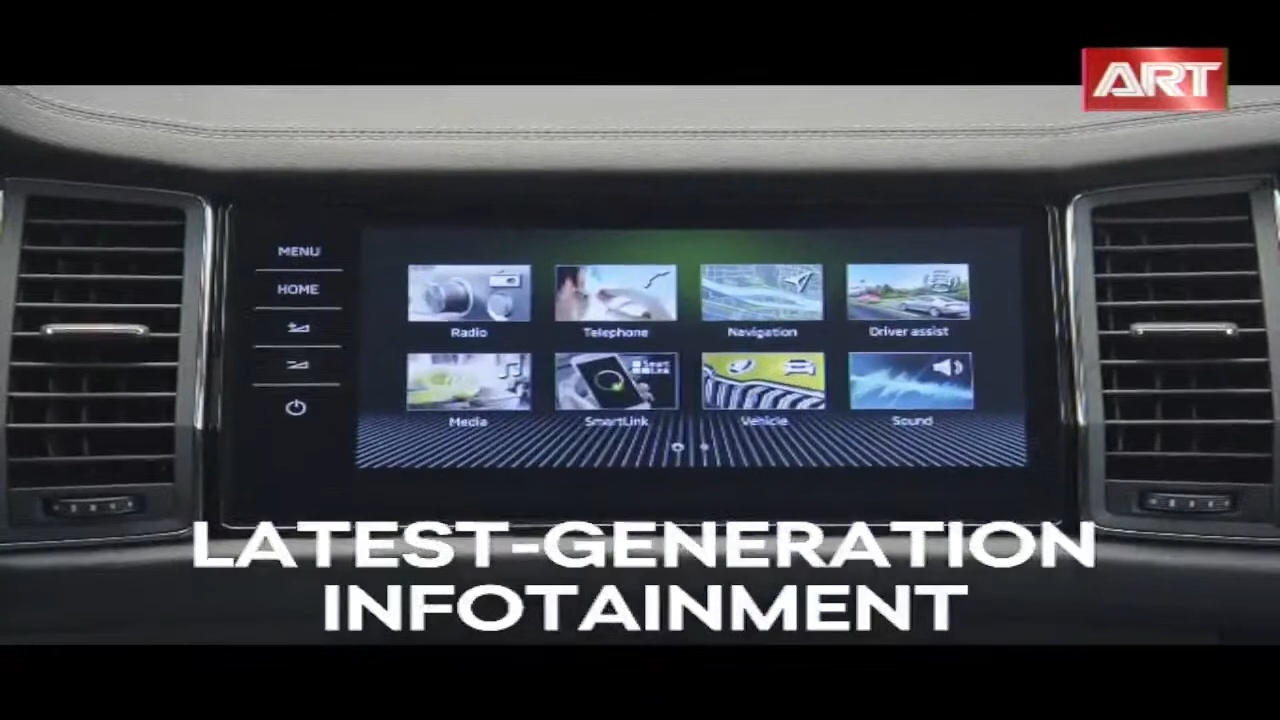 ART
MENU
HOME
Radio
Telephone
Navigation
Driver assist
Media
SmartLink
Vehicle
Sound
LATEST-GENERATION
INFOTAINMENT